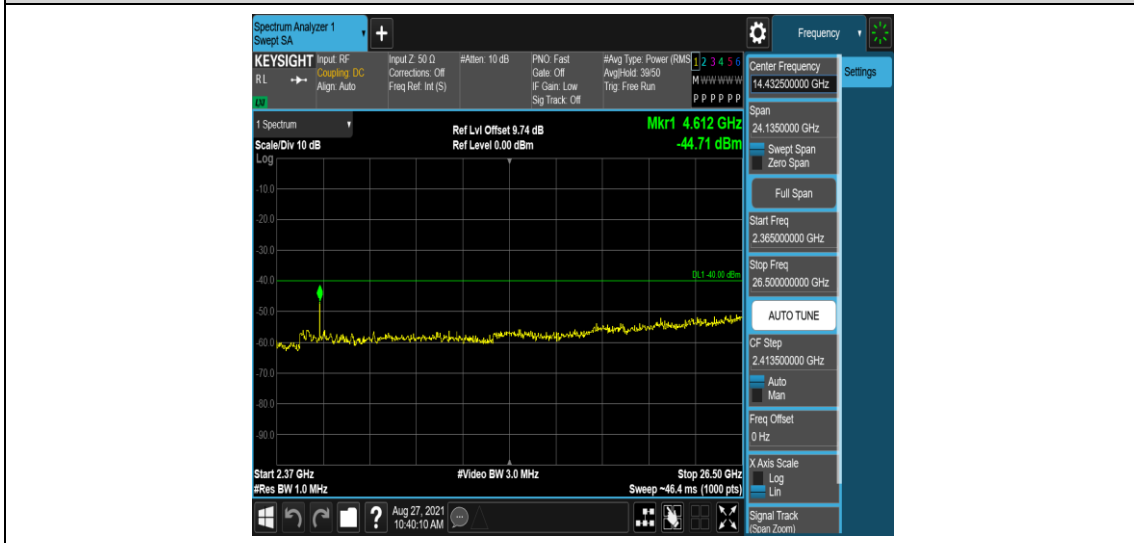 Spectrum Analyzer 1
Swept SA
+
Frequency
KEYSIGHT
RL
LXI
Input: RF
Coupling: DC
Align: Auto
Input Z: 50 Ω
Corrections: Off
Freq Ref: Int (S)
#Atten: 10 dB
PNO: Fast
Gate: Off
IF Gain: Low
Sig Track: Off
#Avg Type: Power (RMS
Avg|Hold: 39/50
Trig: Free Run
1 2 3 4 5 6
M W W W W W
P P P P P P
1 Spectrum
Scale/Div 10 dB
Log
Ref Lvl Offset 9.74 dB
Ref Level 0.00 dBm
Mkr1 4.612 GHz
-44.71 dBm
-10.0
-20.0
-30.0
-40.0
-50.0
-60.0
-70.0
-80.0
-90.0
DL1 -40.00 dBm
Start 2.37 GHz
#Res BW 1.0 MHz
#Video BW 3.0 MHz
Stop 26.50 GHz
Sweep ~46.4 ms (1000 pts)
Center Frequency
14.432500000 GHz
Settings
Span
24.1350000 GHz
Swept Span
Zero Span
Full Span
Start Freq
2.365000000 GHz
Stop Freq
26.500000000 GHz
AUTO TUNE
CF Step
2.413500000 GHz
Auto
Man
Freq Offset
0 Hz
X Axis Scale
Log
Lin
Signal Track
(Span Zoom)
?
Aug 27, 2021
10:40:10 AM